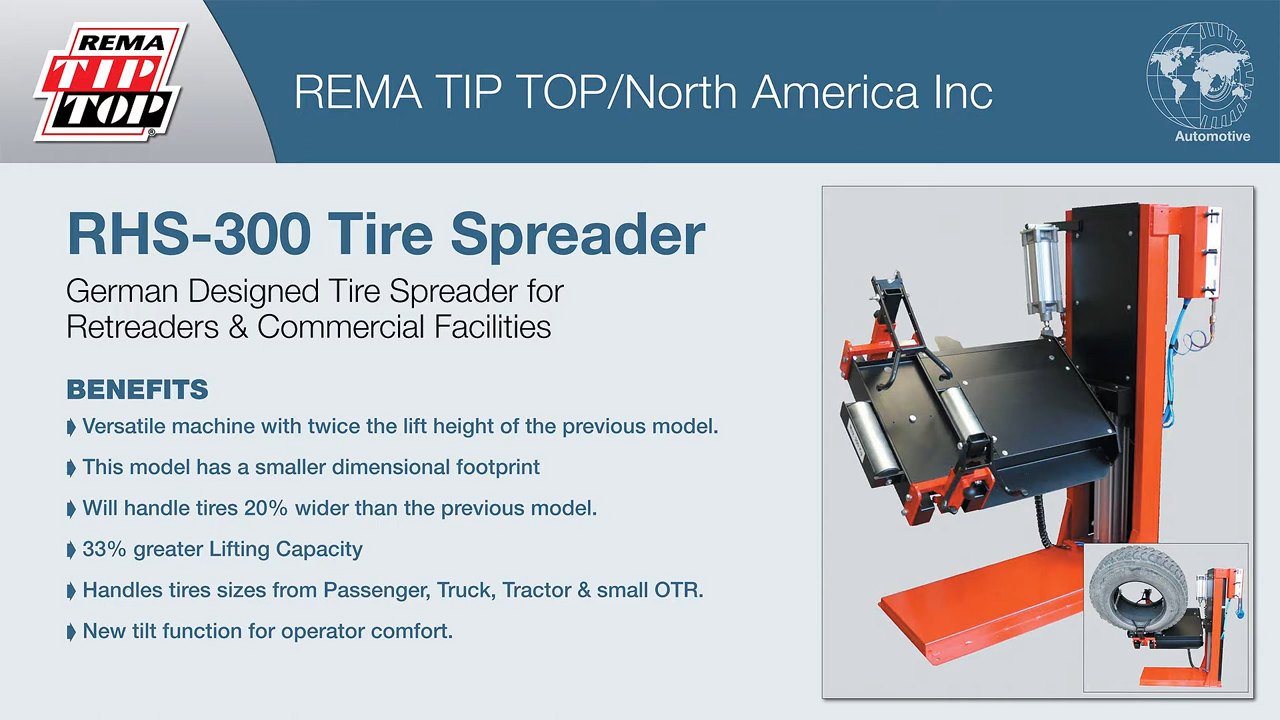 REMA
TIP
TOP®
REMA TIP TOP/North America Inc
Automotive
RHS-300 Tire Spreader
German Designed Tire Spreader for
Retreaders & Commercial Facilities
BENEFITS
Versatile machine with twice the lift height of the previous model.
This model has a smaller dimensional footprint
Will handle tires 20% wider than the previous model.
33% greater Lifting Capacity
Handles tires sizes from Passenger, Truck, Tractor & small OTR.
New tilt function for operator comfort.